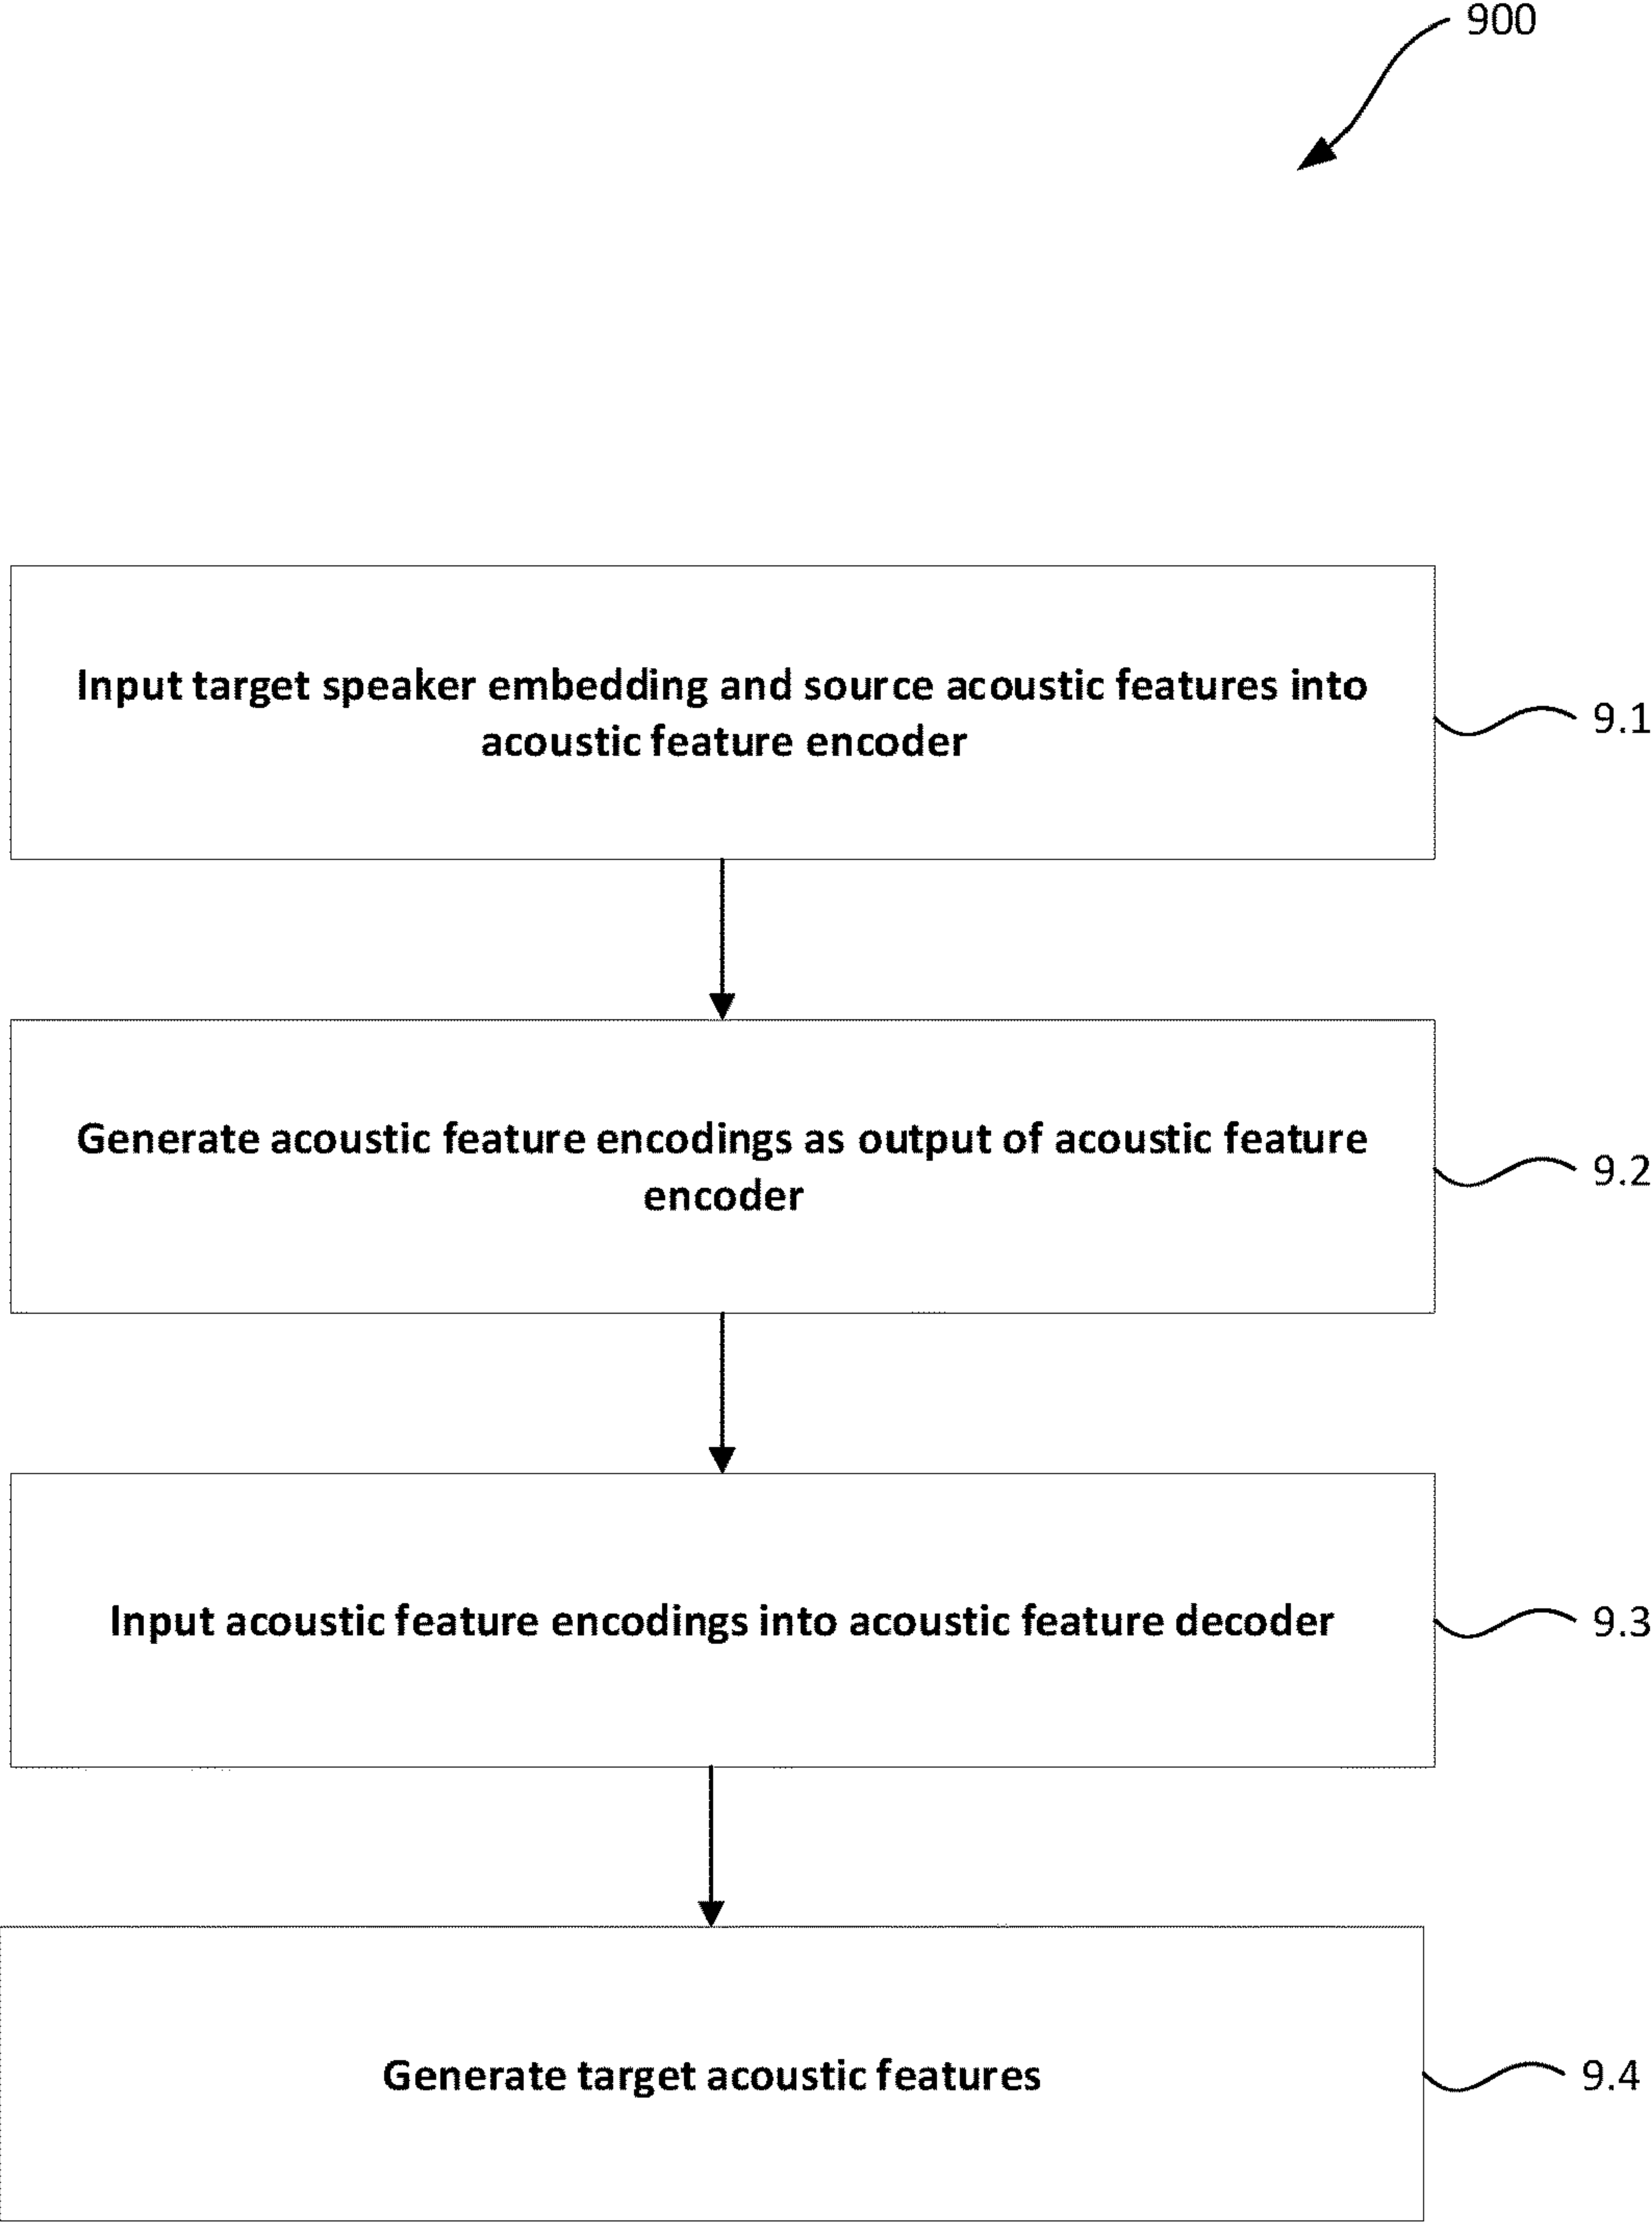 900
Input target speaker embedding and source acoustic features into
acoustic feature encoder
9.1
Generate acoustic feature encodings as output of acoustic feature
encoder
9.2
Input acoustic feature encodings into acoustic feature decoder
9.3
Generate target acoustic features
9.4